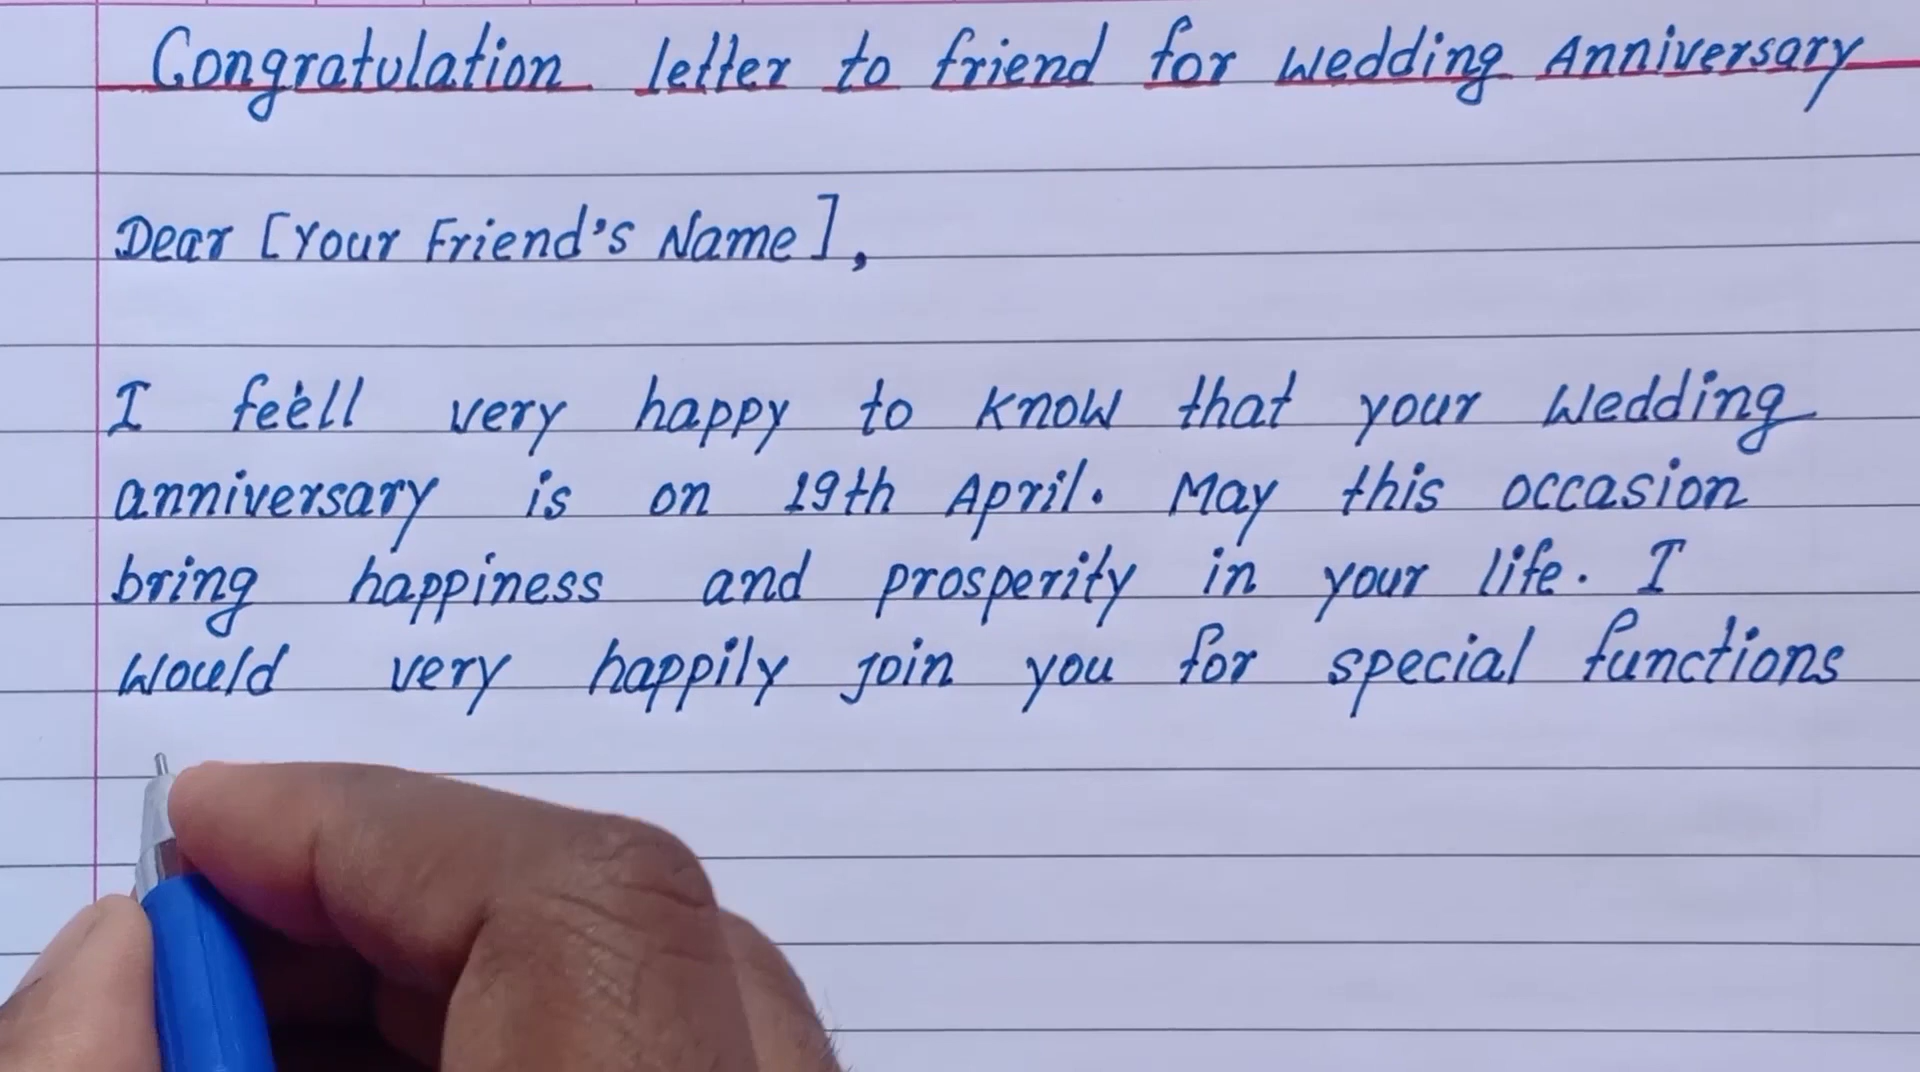 Congratulation letter to friend for wedding Anniversary
Dear [Your Friend's Name],
I feell very happy to know that your wedding
anniversary is on 19th April. May this occasion
bring happiness and prosperity in your life. I
would very happily join you for special functions